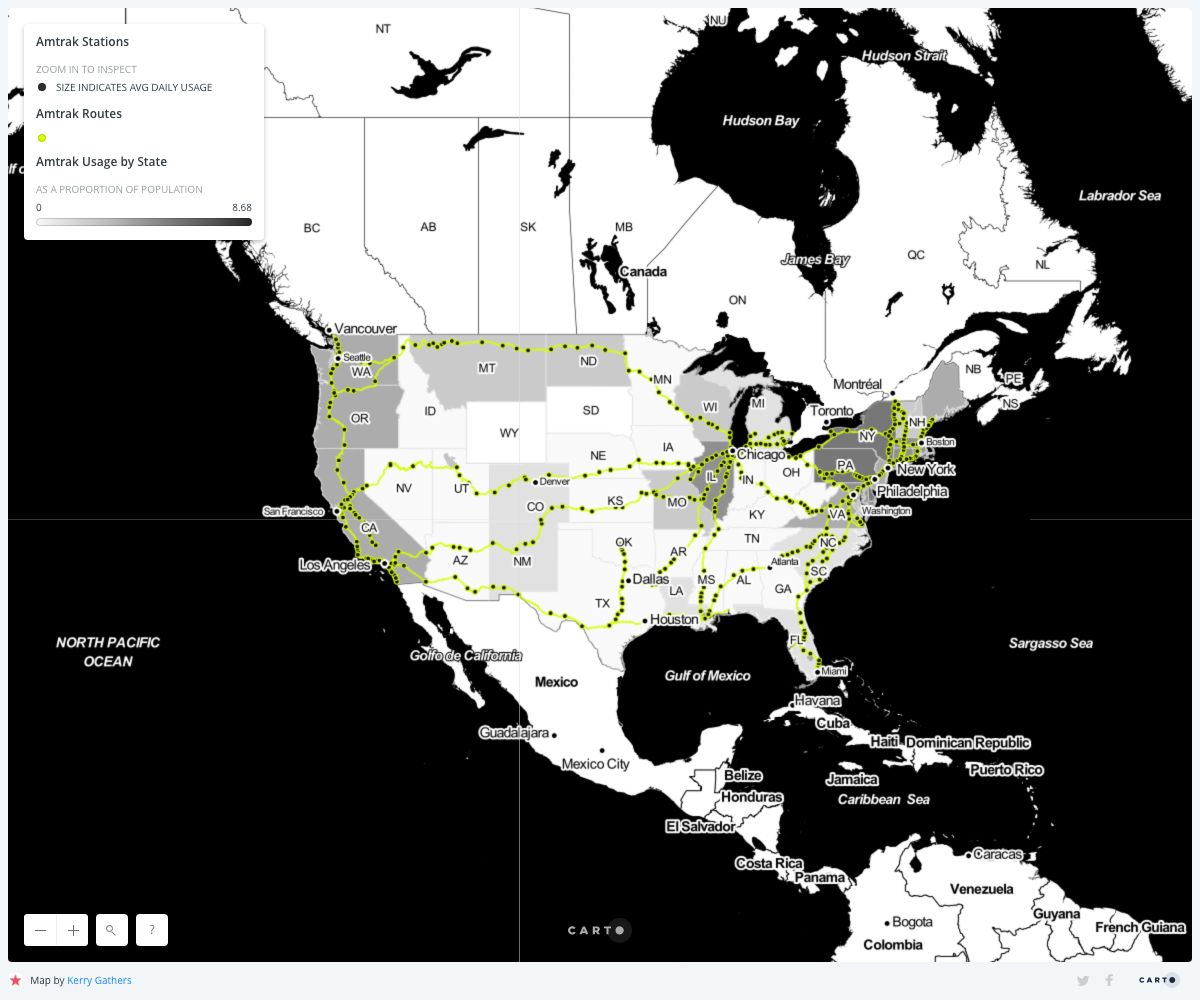 Amtrak Stations
ZOOM IN TO INSPECT
SIZE INDICATES AVG DAILY USAGE
Amtrak Routes
Amtrak Usage by State
AS A PROPORTION OF POPULATION
0 8.68
NT
NU
Hudson Strait
Hudson Bay
Labrador Sea
BC
AB
SK
MB
James Bay
QC
NL
Canada
ON
Vancouver
Seattle
WA
MT
ND
MN
Montréal
NB
PE
NS
OR
ID
SD
WI
MI
Toronto
NH
WY
NY
Boston
IA
Chicago
NE
OH
PA
New York
NV
UT
Denver
IL
IN
Philadelphia
San Francisco
CO
KS
MO
KY
VA
Washington
CA
TN
NC
Los Angeles
AZ
NM
OK
AR
Atlanta
SC
Dallas
MS
AL
GA
LA
TX
Houston
FL
NORTH PACIFIC
OCEAN
Golfo de California
Gulf of Mexico
Sargasso Sea
Miami
Mexico
Havana
Cuba
Guadalajara
Haiti
Dominican Republic
Mexico City
Belize
Jamaica
Puerto Rico
Honduras
Caribbean Sea
El Salvador
Costa Rica
Panama
Caracas
Venezuela
Bogota
Guyana
French Guiana
Colombia
CARTO
?
Map by Kerry Gathers
CARTO